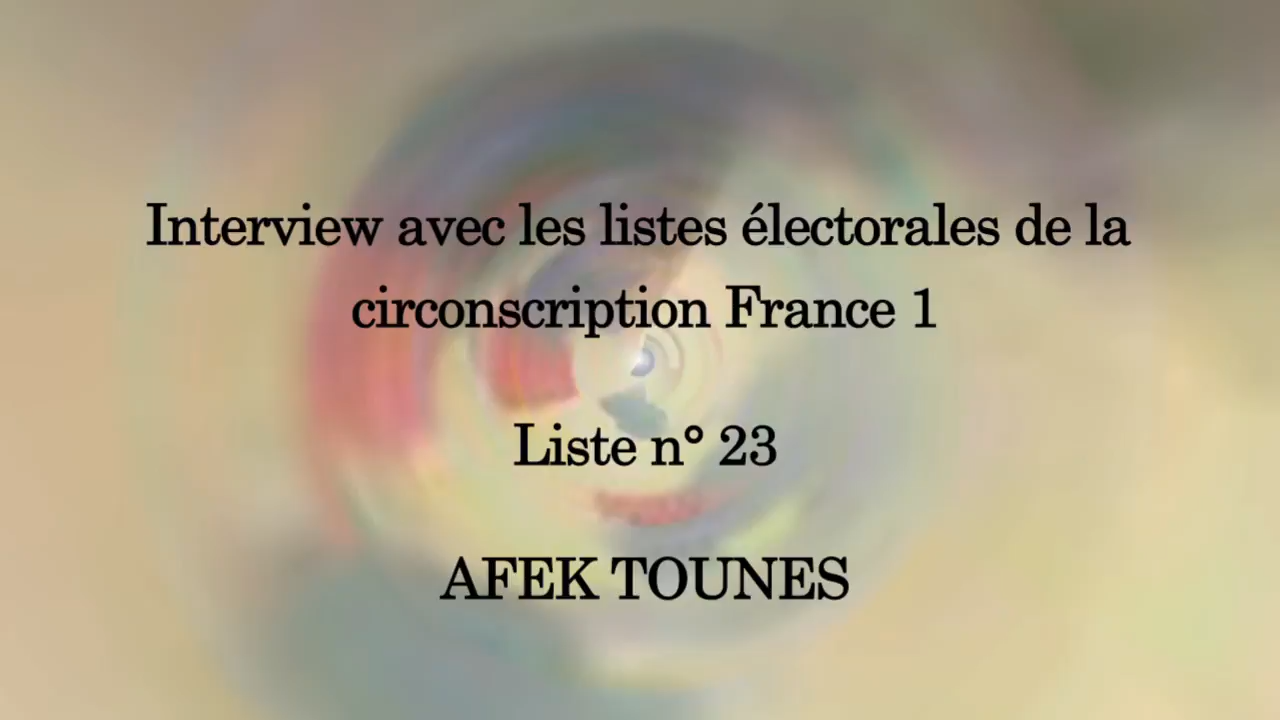 Interview avec les listes électorales de la
circonscription France 1
Liste n° 23
AFEK TOUNES